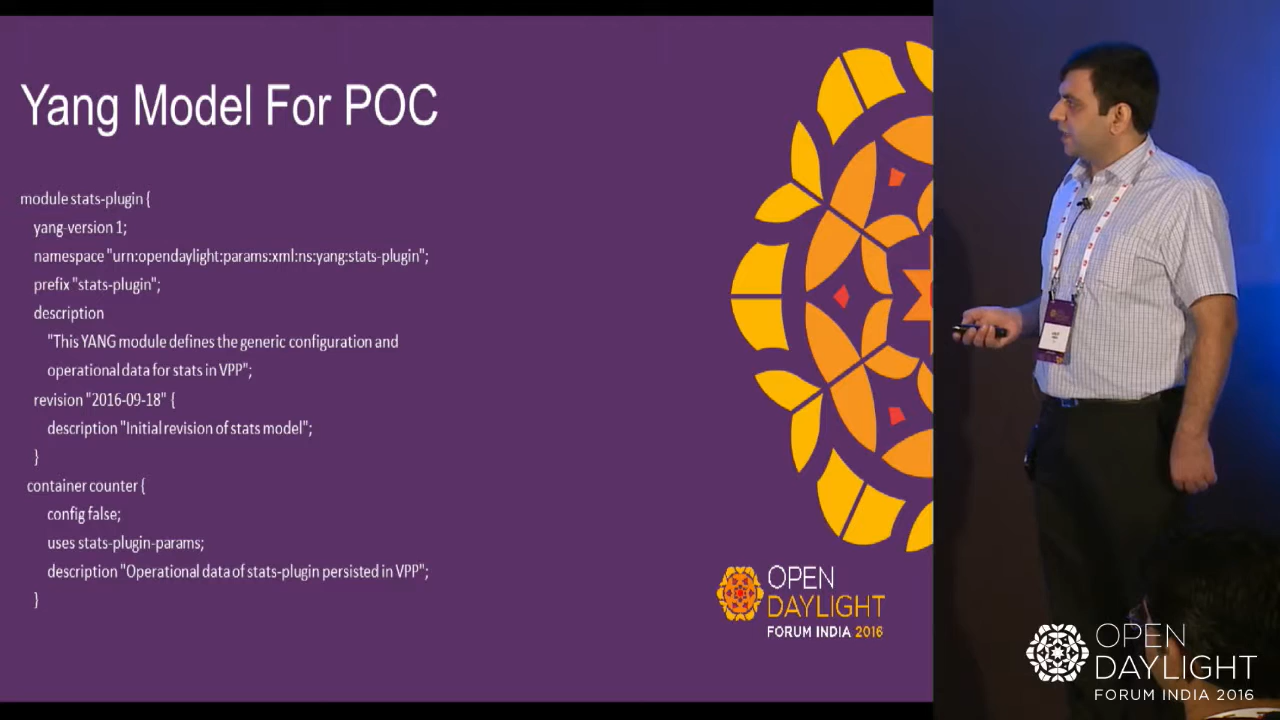 Yang Model For POC
module stats-plugin {
yang-version 1;
namespace "urn:opendaylight:params:xml:ns:yang:stats-plugin";
prefix "stats-plugin";
description
"This YANG module defines the generic configuration and
operational data for stats in VPP";
revision "2016-09-18" {
description "Initial revision of stats model";
}
container counter {
config false;
uses stats-plugin-params;
description "Operational data of stats-plugin persisted in VPP";
}
OPEN
DAYLIGHT
FORUM INDIA 2016
OPEN
DAYLIGHT
FORUM INDIA 2016